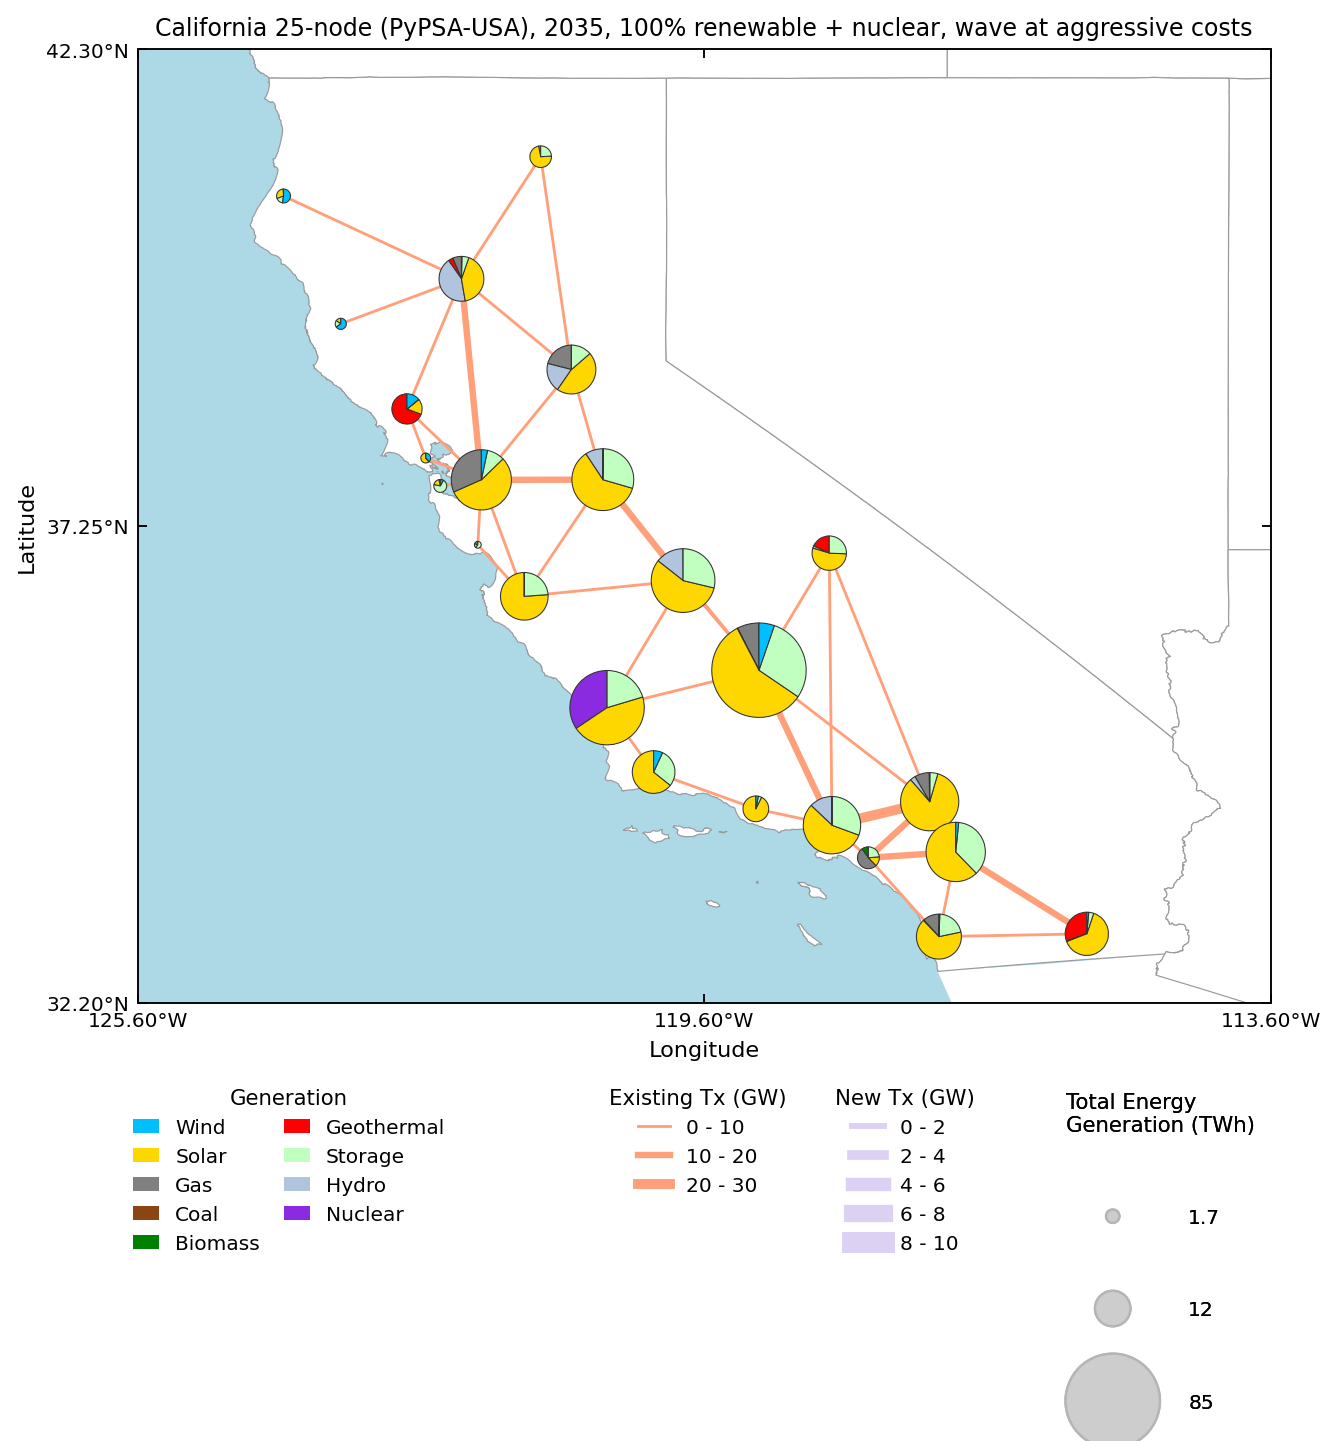 California 25-node (PyPSA-USA), 2035, 100% renewable + nuclear, wave at aggressive costs
42.30°N
37.25°N
32.20°N
Latitude
125.60°W
119.60°W
113.60°W
Longitude
Generation
Wind
Solar
Gas
Coal
Biomass
Geothermal
Storage
Hydro
Nuclear
Existing Tx (GW)
0 - 10
10 - 20
20 - 30
New Tx (GW)
0 - 2
2 - 4
4 - 6
6 - 8
8 - 10
Total Energy
Generation (TWh)
1.7
12
85